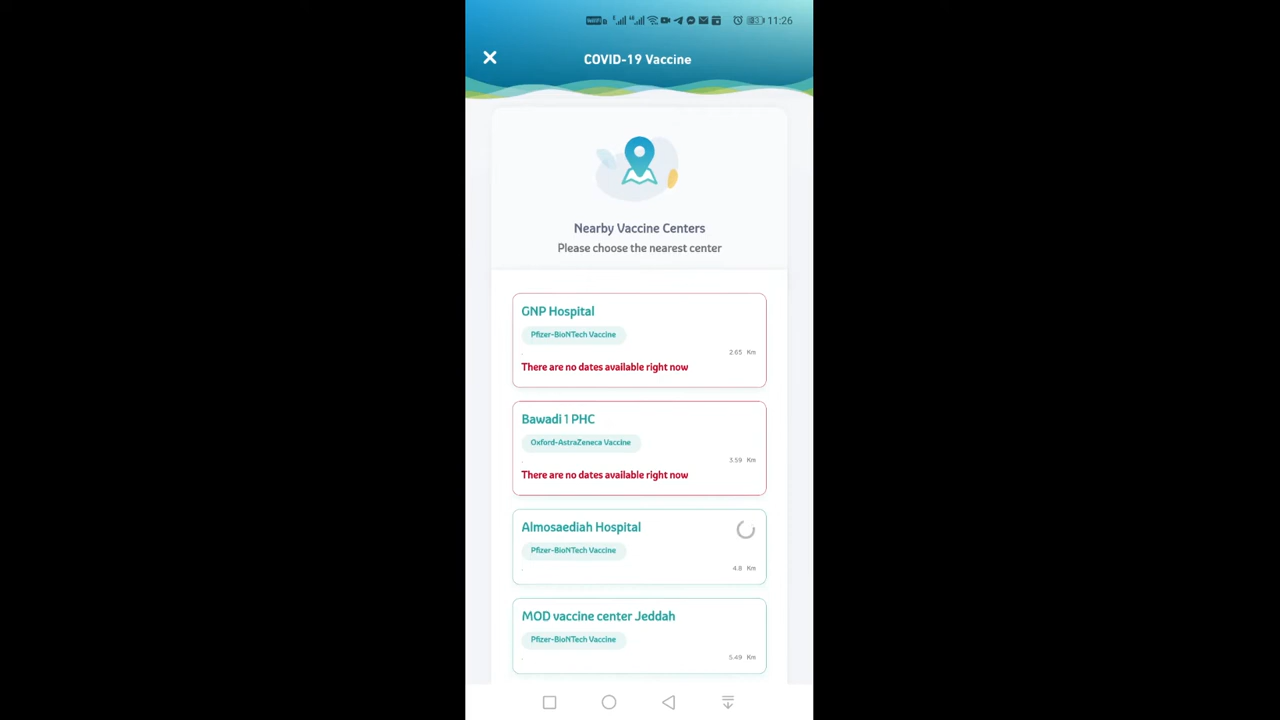 11:26
COVID-19 Vaccine
Nearby Vaccine Centers
Please choose the nearest center
GNP Hospital
Pfizer-BioNTech Vaccine
2.65 Km
There are no dates available right now
Bawadi 1 PHC
Oxford-AstraZeneca Vaccine
3.59 Km
There are no dates available right now
Almosaediah Hospital
Pfizer-BioNTech Vaccine
4.8 Km
MOD vaccine center Jeddah
Pfizer-BioNTech Vaccine
5.49 Km